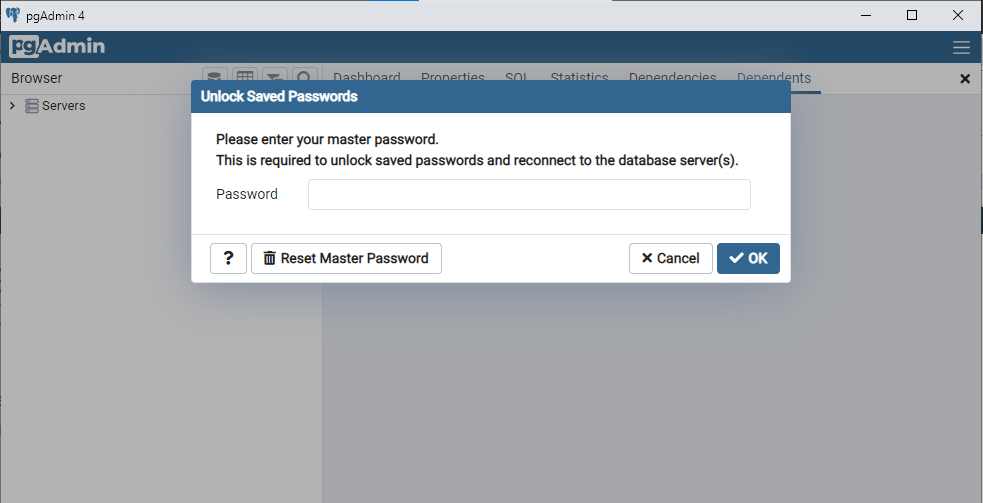 pgAdmin 4
pgAdmin
Browser
Dashboard Properties SQL Statistics Dependencies Dependents
Servers
Unlock Saved Passwords
Please enter your master password.
This is required to unlock saved passwords and reconnect to the database server(s).
Password
? Reset Master Password Cancel OK